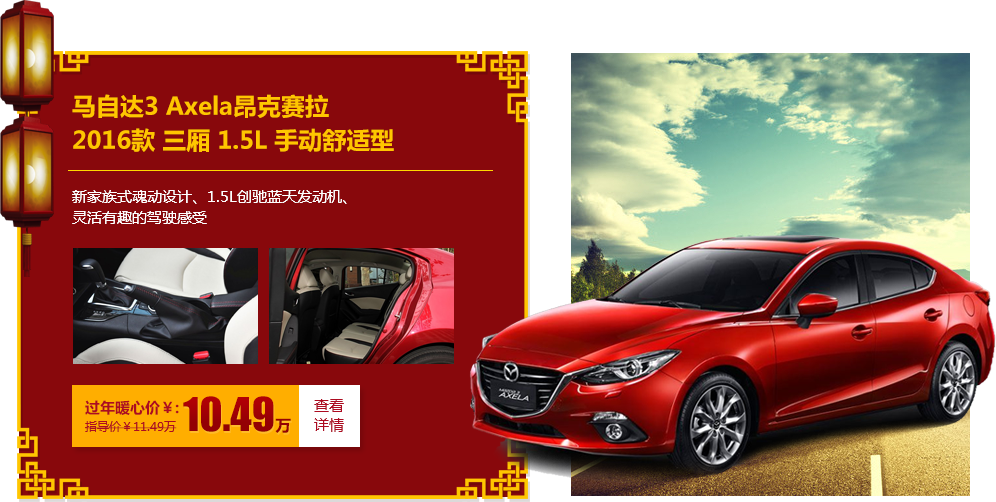 马自达3 Axela昂克赛拉
2016款 三厢 1.5L 手动舒适型
新家族式魂动设计、1.5L创驰蓝天发动机、
灵活有趣的驾驶感受
过年暖心价￥: 10.49万
指导价￥11.49万
查看
详情
AXELA